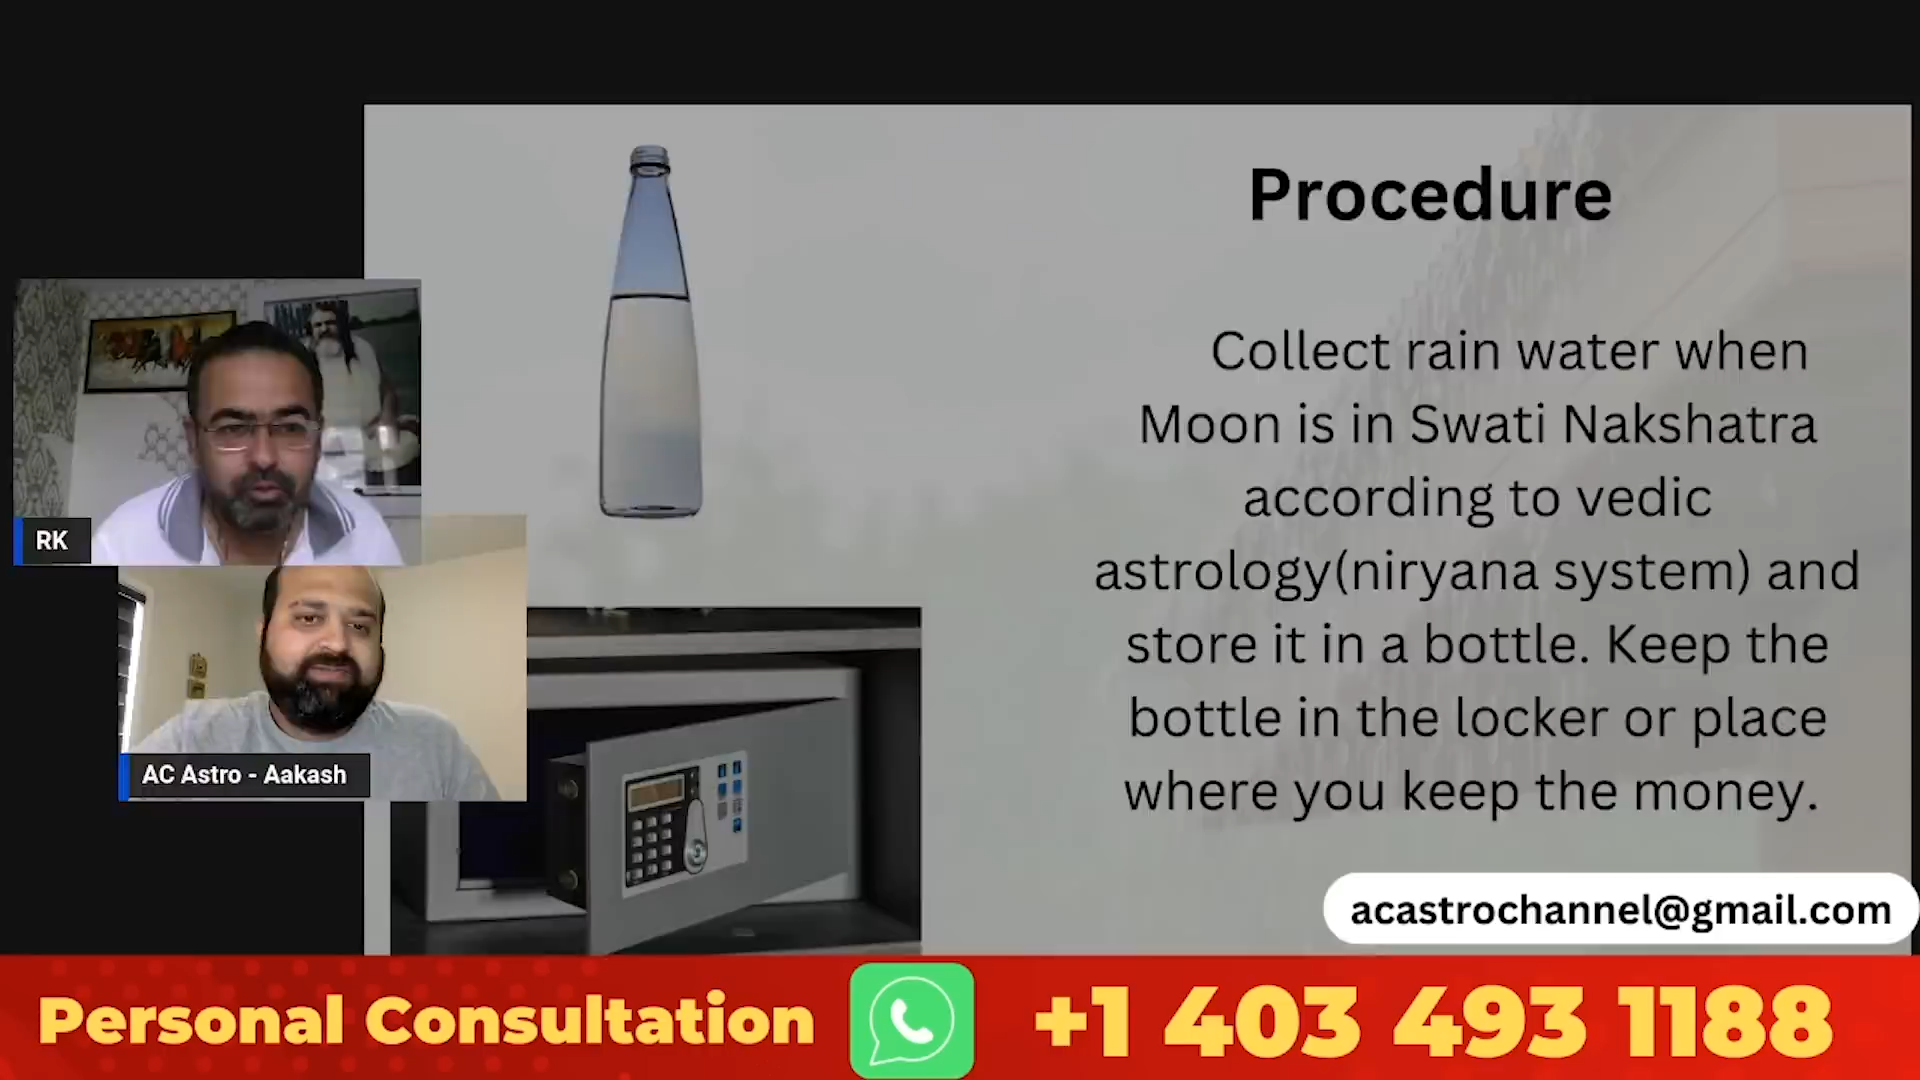 Procedure
Collect rain water when
Moon is in Swati Nakshatra
according to vedic
astrology(niryana system) and
store it in a bottle. Keep the
bottle in the locker or place
where you keep the money.
RK
AC Astro - Aakash
acastrochannel@gmail.com
Personal Consultation
+1 403 493 1188